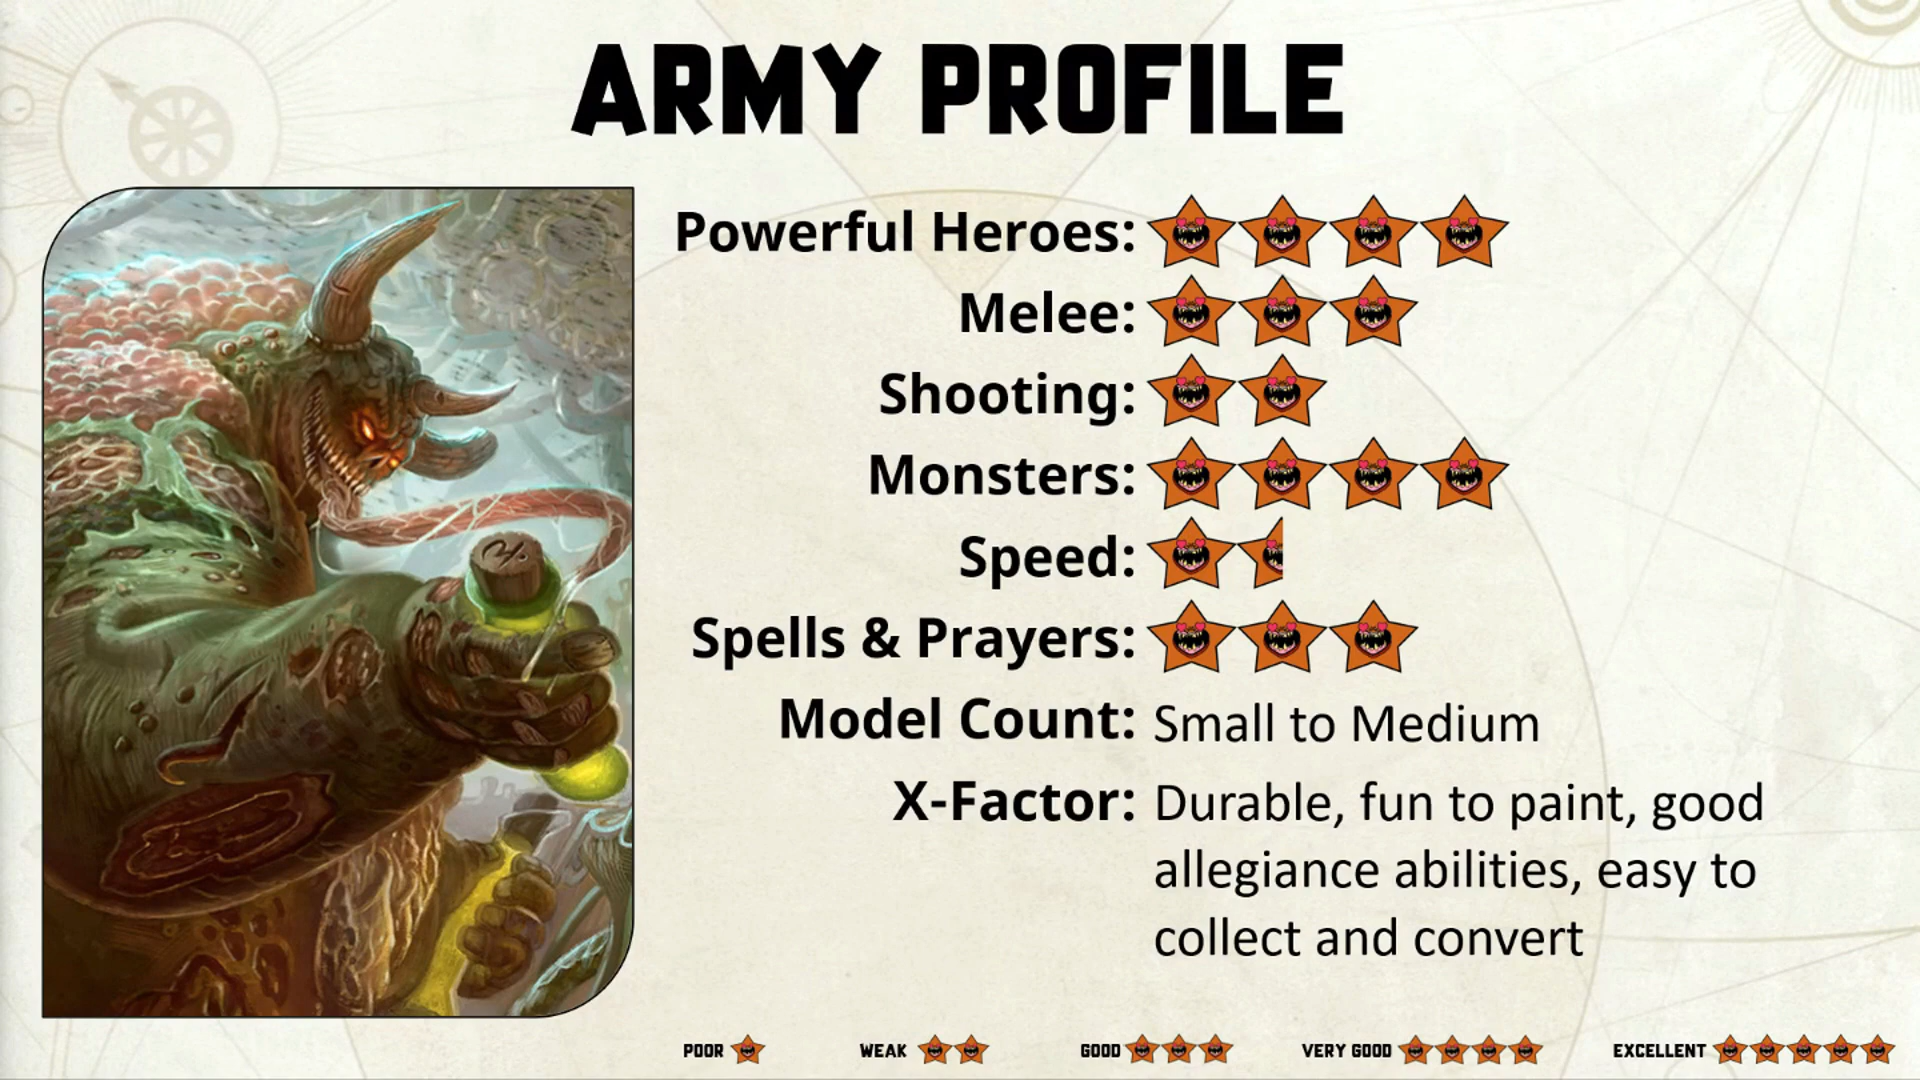 ARMY PROFILE
Powerful Heroes:
Melee:
Shooting:
Monsters:
Speed:
Spells & Prayers:
Model Count: Small to Medium
X-Factor: Durable, fun to paint, good
allegiance abilities, easy to
collect and convert
POOR WEAK GOOD VERY GOOD EXCELLENT